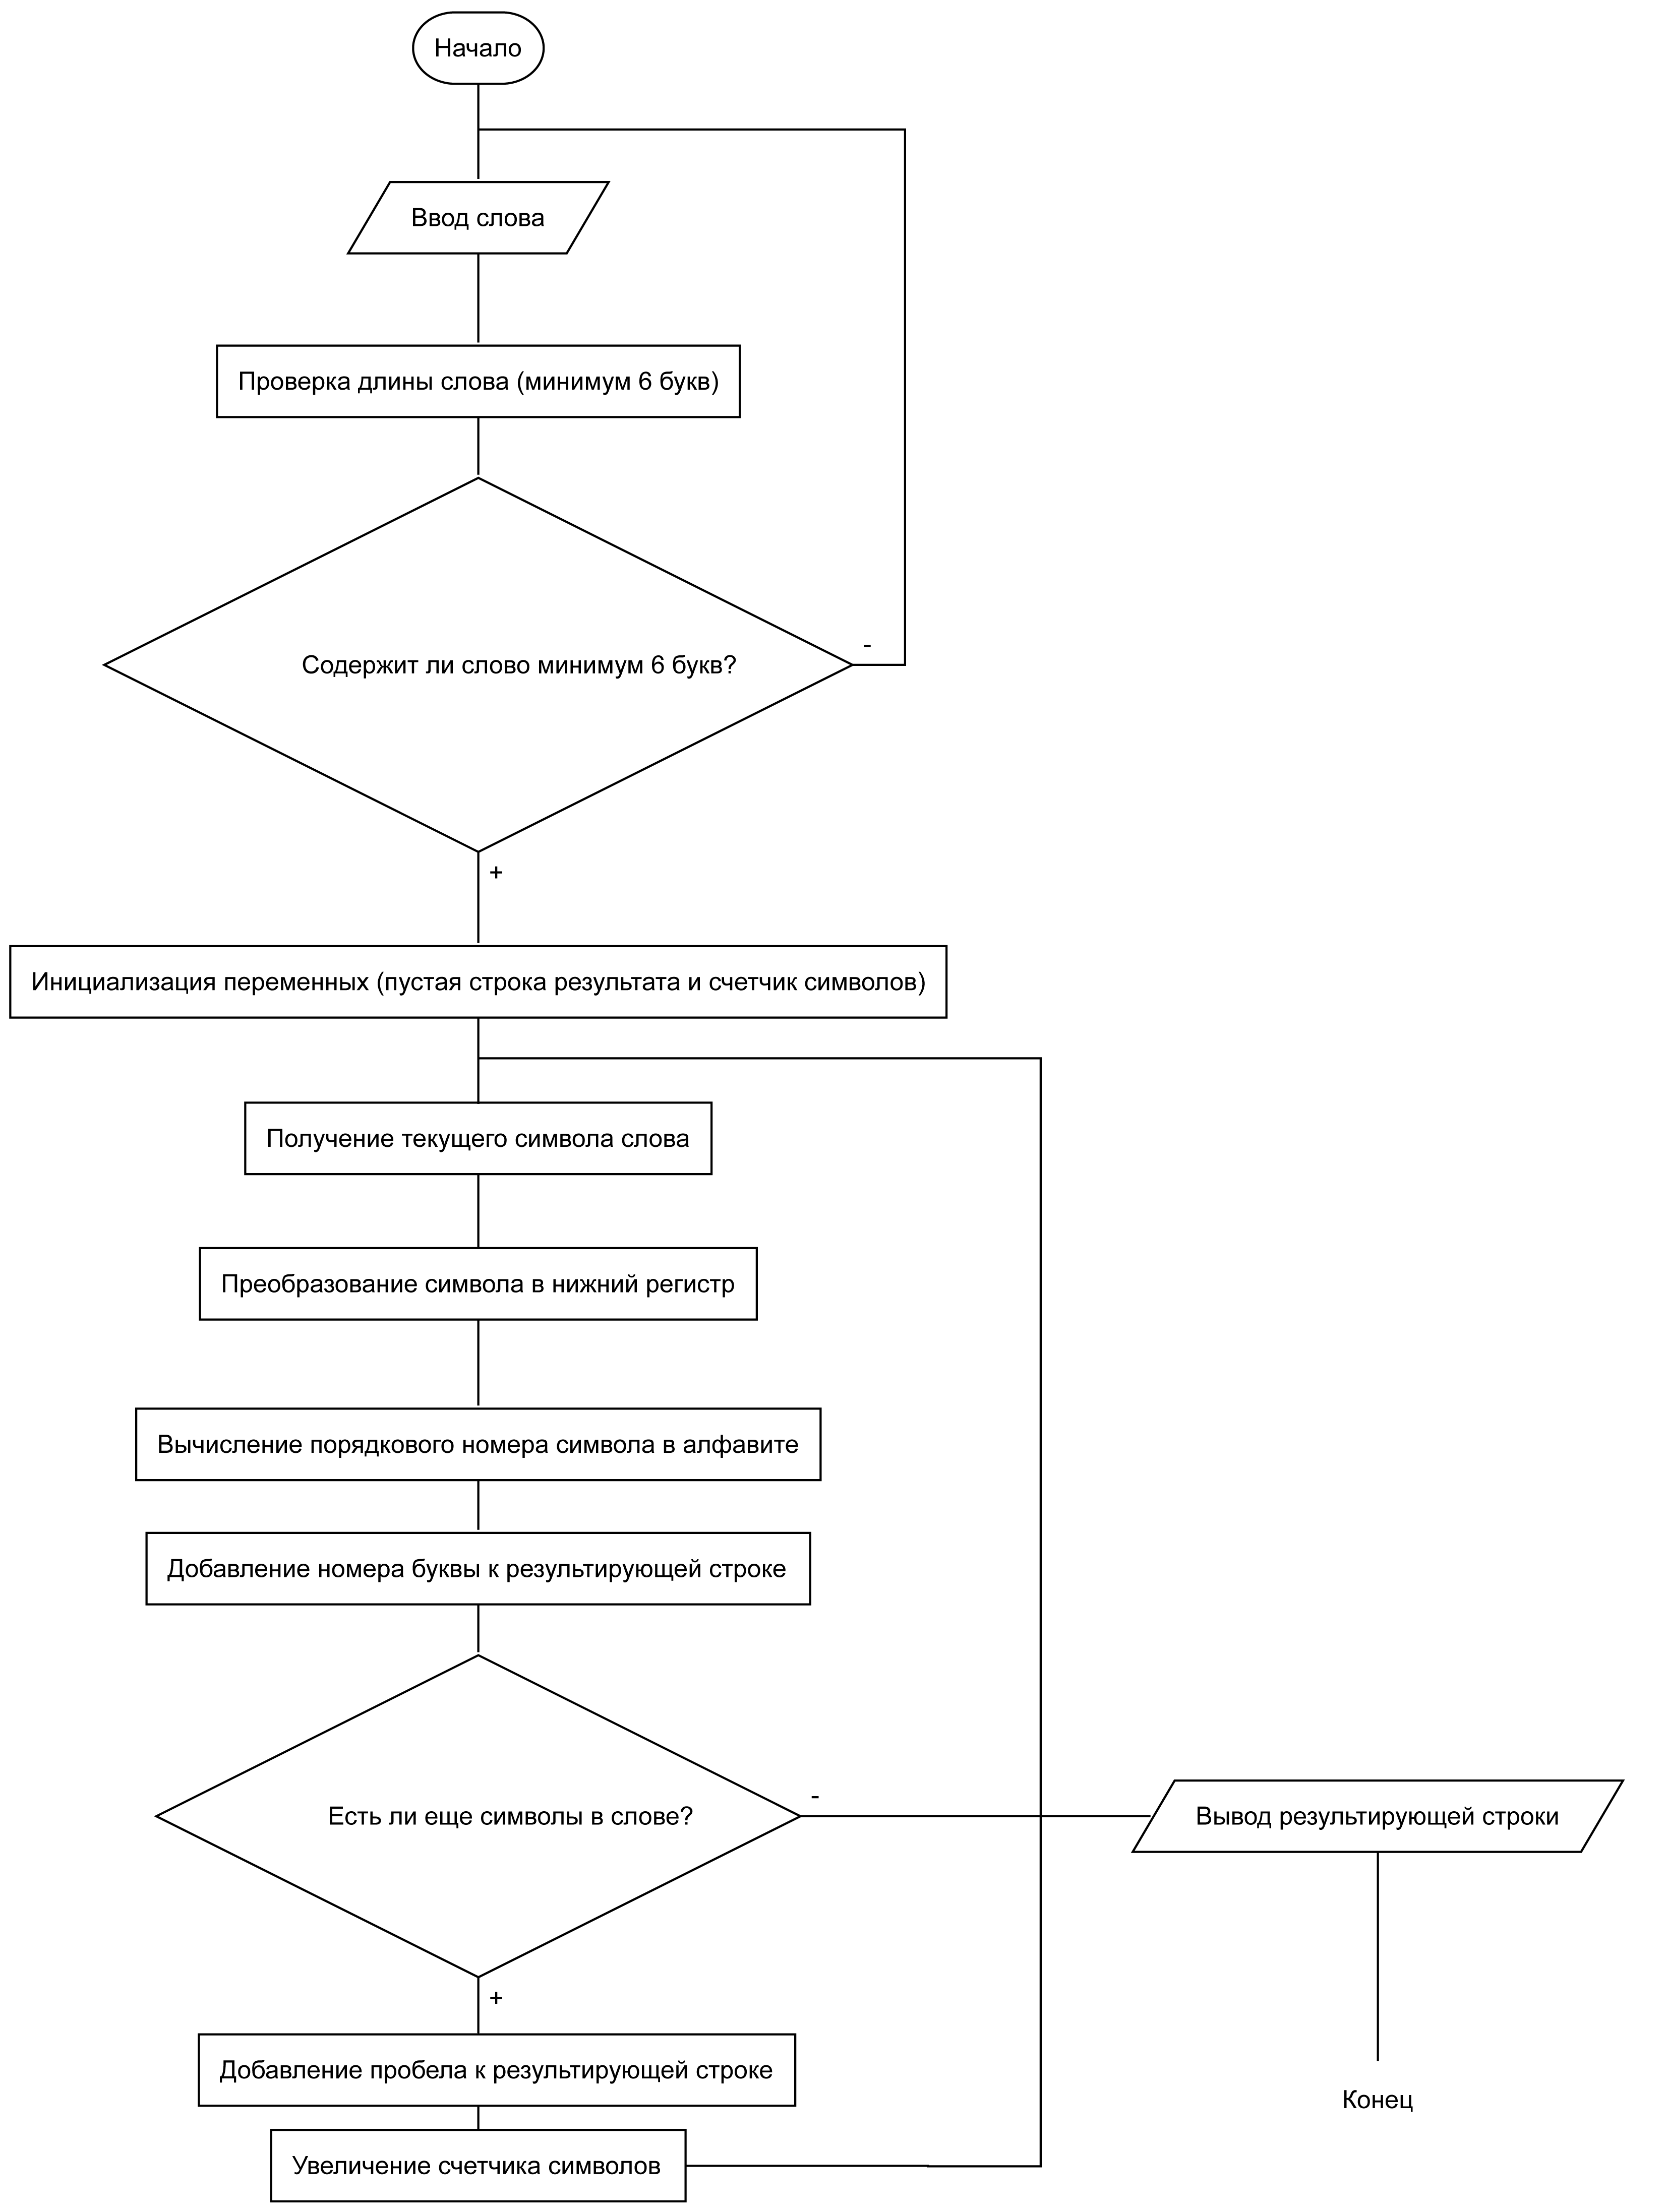 Начало
Ввод слова
Проверка длины слова (минимум 6 букв)
Содержит ли слово минимум 6 букв?
-
+
Инициализация переменных (пустая строка результата и счетчик символов)
Получение текущего символа слова
Преобразование символа в нижний регистр
Вычисление порядкового номера символа в алфавите
Добавление номера буквы к результирующей строке
Есть ли еще символы в слове?
-
Вывод результирующей строки
+
Добавление пробела к результирующей строке
Конец
Увеличение счетчика символов